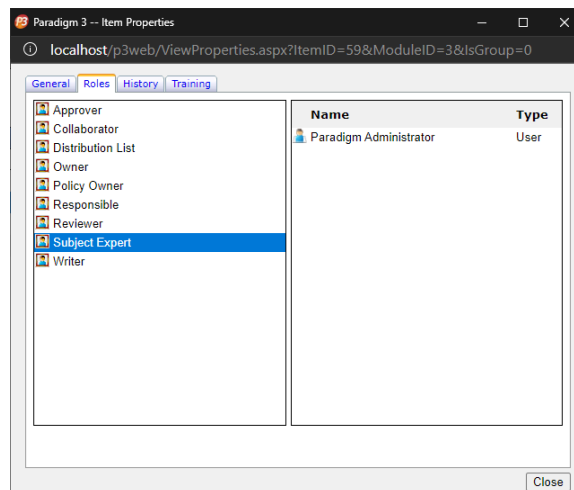 Paradigm 3 -- Item Properties
localhost/p3web/ViewProperties.aspx?ItemID=59&ModuleID=3&IsGroup=0
General Roles History Training
Approver
Collaborator
Distribution List
Owner
Policy Owner
Responsible
Reviewer
Subject Expert
Writer
Name Type
Paradigm Administrator User
Close